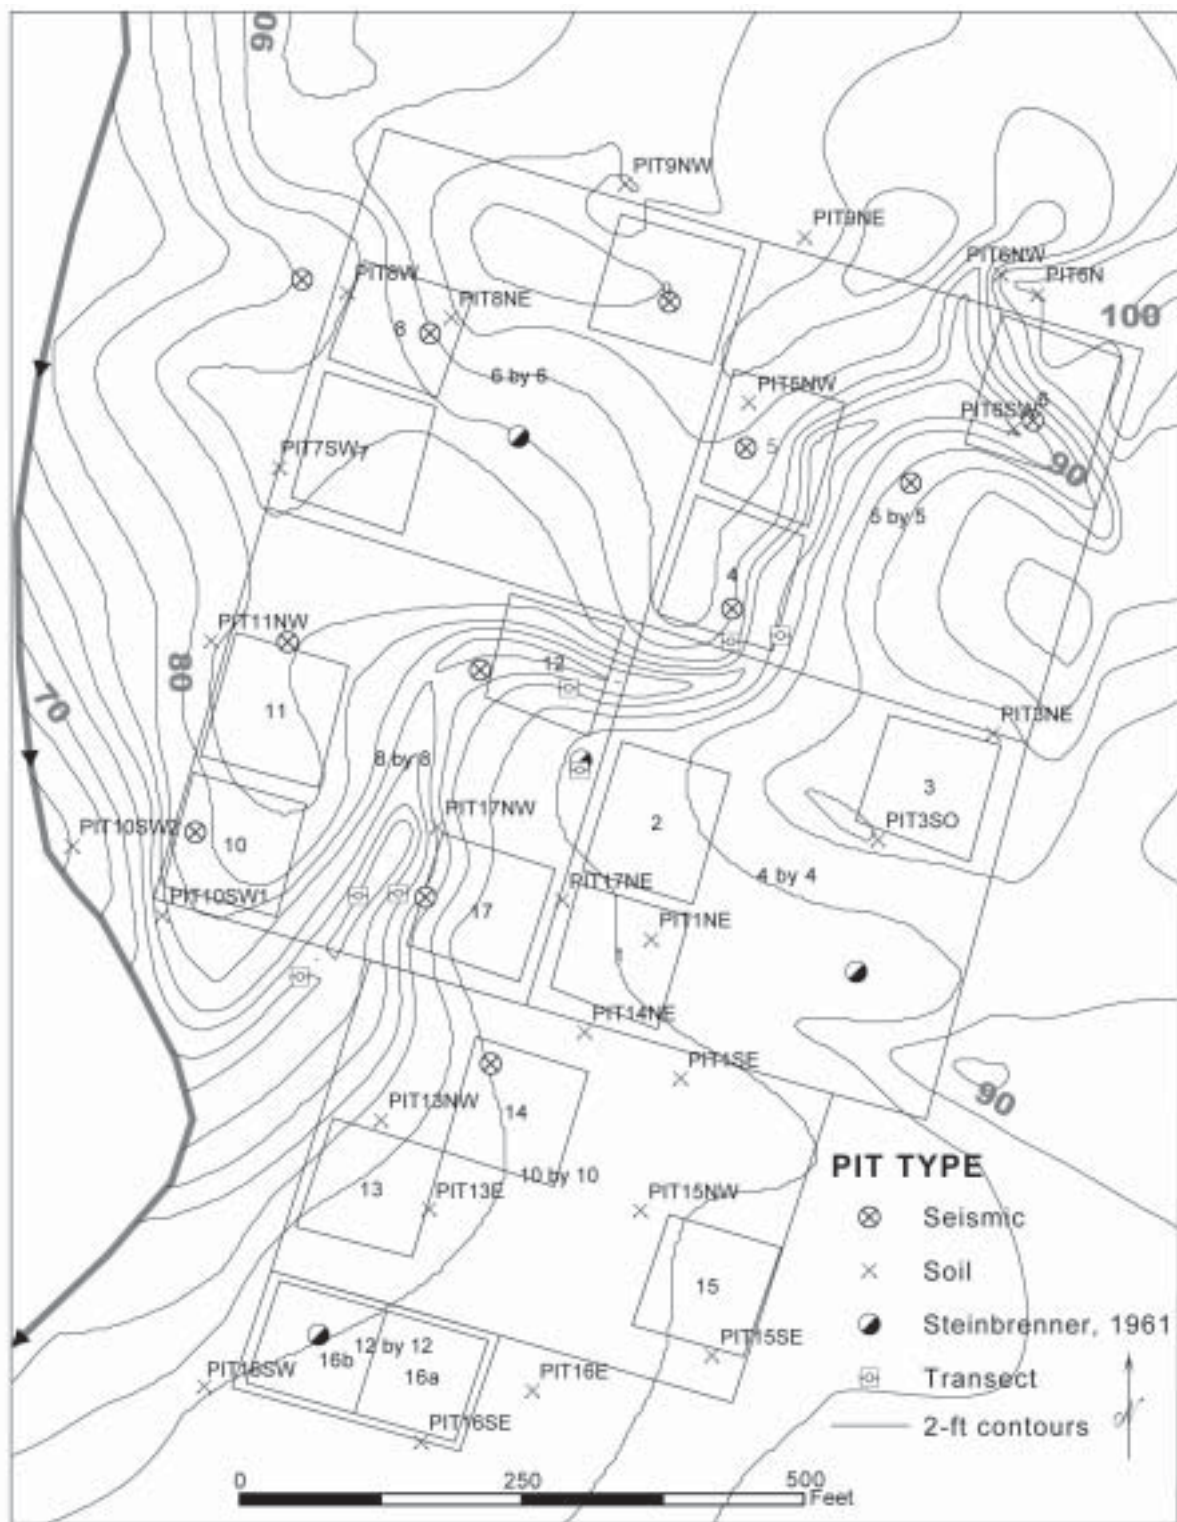 90
PIT9NW
PIT9NE
PIT6NW
PIT6N
PIT8W
PIT8NE
100
6
6 by 6
PIT5NW
6
PIT6SW
5
90
PIT7SW
7
5 by 5
4
PIT11NW
12
80
70
11
PIT3NE
8 by 8
3
PIT17NW
2
PIT3SO
PIT10SW2
10
4 by 4
PIT17NE
17
PIT10SW1
PIT1NE
1
PIT14NE
PIT1SE
90
PIT13NW
14
PIT TYPE
10 by 10
13
PIT13E
PIT15NW
Seismic
Soil
15
Steinbrenner, 1961
PIT15SE
12 by 12
16b
16a
PIT16SW
PIT16E
Transect
PIT16SE
2-ft contours
N
0
250
500
Feet